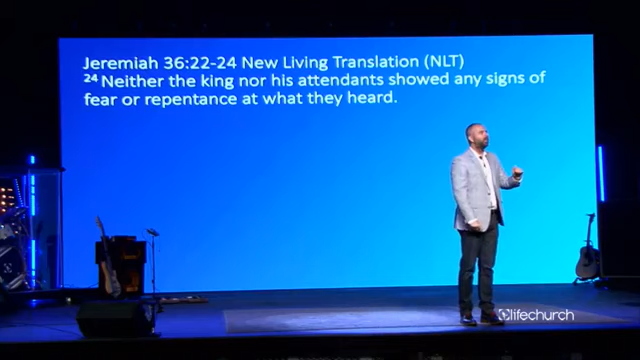 Jeremiah 36:22-24 New Living Translation (NLT)
24 Neither the king nor his attendants showed any signs of
fear or repentance at what they heard.
lifechurch